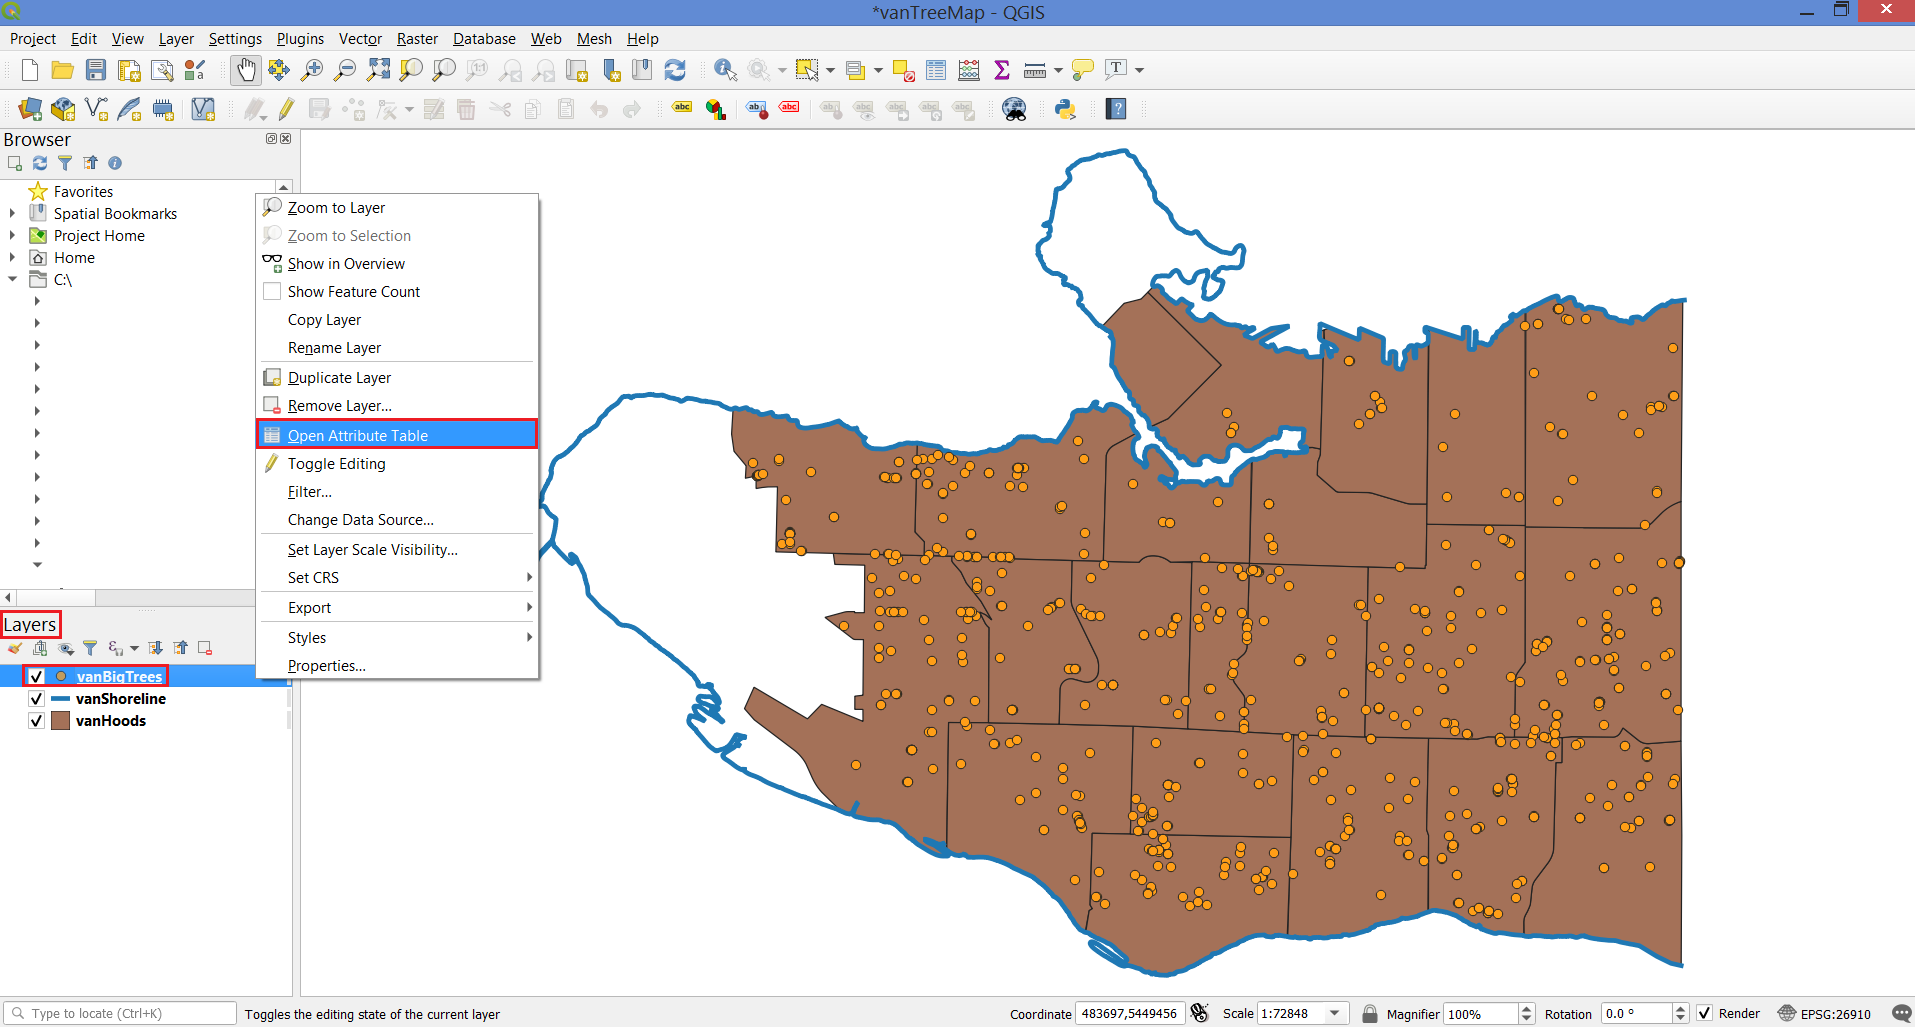 *vanTreeMap - QGIS
Project Edit View Layer Settings Plugins Vector Raster Database Web Mesh Help
Browser
Favorites
Spatial Bookmarks
Project Home
Home
C:\
Zoom to Layer
Zoom to Selection
Show in Overview
Show Feature Count
Copy Layer
Rename Layer
Duplicate Layer
Remove Layer...
Open Attribute Table
Toggle Editing
Filter...
Change Data Source...
Set Layer Scale Visibility...
Set CRS
Export
Styles
Properties...
Layers
vanBigTrees
vanShoreline
vanHoods
Type to locate (Ctrl+K) Toggles the editing state of the current layer Coordinate 483697,5449456 Scale 1:72848 Magnifier 100% Rotation 0.0 ° Render EPSG:26910